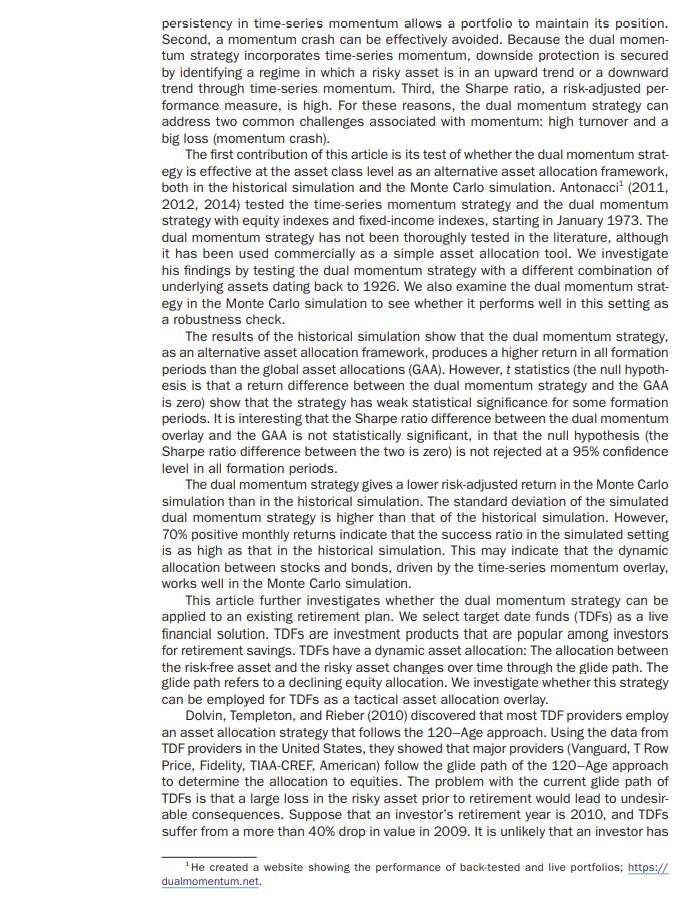 persistency in time-series momentum allows a portfolio to maintain its position.
Second, a momentum crash can be effectively avoided. Because the dual momen-
tum strategy incorporates time-series momentum, downside protection is secured
by identifying a regime in which a risky asset is in an upward trend or a downward
trend through time-series momentum. Third, the Sharpe ratio, a risk-adjusted per-
formance measure, is high. For these reasons, the dual momentum strategy can
address two common challenges associated with momentum: high turnover and a
big loss (momentum crash).
The first contribution of this article is its test of whether the dual momentum strat-
egy is effective at the asset class level as an alternative asset allocation framework,
both in the historical simulation and the Monte Carlo simulation. Antonacci¹ (2011,
2012, 2014) tested the time-series momentum strategy and the dual momentum
strategy with equity indexes and fixed-income indexes, starting in January 1973. The
dual momentum strategy has not been thoroughly tested in the literature, although
it has been used commercially as a simple asset allocation tool. We investigate
his findings by testing the dual momentum strategy with a different combination of
underlying assets dating back to 1926. We also examine the dual momentum strat-
egy in the Monte Carlo simulation to see whether it performs well in this setting as
a robustness check.
The results of the historical simulation show that the dual momentum strategy,
as an alternative asset allocation framework, produces a higher return in all formation
periods than the global asset allocations (GAA). However, t statistics (the null hypoth-
esis is that a return difference between the dual momentum strategy and the GAA
is zero) show that the strategy has weak statistical significance for some formation
periods. It is interesting that the Sharpe ratio difference between the dual momentum
overlay and the GAA is not statistically significant, in that the null hypothesis (the
Sharpe ratio difference between the two is zero) is not rejected at a 95% confidence
level in all formation periods.
The dual momentum strategy gives a lower risk-adjusted return in the Monte Carlo
simulation than in the historical simulation. The standard deviation of the simulated
dual momentum strategy is higher than that of the historical simulation. However,
70% positive monthly returns indicate that the success ratio in the simulated setting
is as high as that in the historical simulation. This may indicate that the dynamic
allocation between stocks and bonds, driven by the time-series momentum overlay,
works well in the Monte Carlo simulation.
This article further investigates whether the dual momentum strategy can be
applied to an existing retirement plan. We select target date funds (TDFs) as a live
financial solution. TDFs are investment products that are popular among investors
for retirement savings. TDFs have a dynamic asset allocation: The allocation between
the risk-free asset and the risky asset changes over time through the glide path. The
glide path refers to a declining equity allocation. We investigate whether this strategy
can be employed for TDFs as a tactical asset allocation overlay.
Dolvin, Templeton, and Rieber (2010) discovered that most TDF providers employ
an asset allocation strategy that follows the 120–Age approach. Using the data from
TDF providers in the United States, they showed that major providers (Vanguard, T Row
Price, Fidelity, TIAA-CREF, American) follow the glide path of the 120–Age approach
to determine the allocation to equities. The problem with the current glide path of
TDFs is that a large loss in the risky asset prior to retirement would lead to undesir-
able consequences. Suppose that an investor's retirement year is 2010, and TDFs
suffer from a more than 40% drop in value in 2009. It is unlikely that an investor has
¹He created a website showing the performance of back-tested and live portfolios; https://
dualmomentum.net.